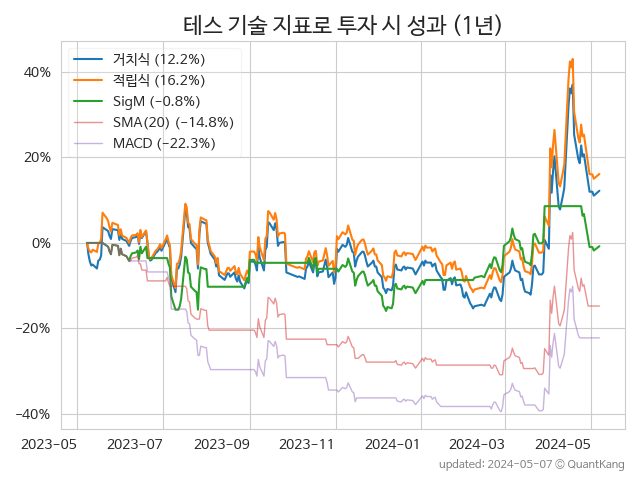 테스 기술 지표로 투자 시 성과 (1년)
거치식 (12.2%)
적립식 (16.2%)
SigM (−0.8%)
SMA(20) (−14.8%)
MACD (−22.3%)
40%
20%
0%
−20%
−40%
2023−05 2023−07 2023−09 2023−11 2024−01 2024−03 2024−05
updated: 2024−05−07 © QuantKang